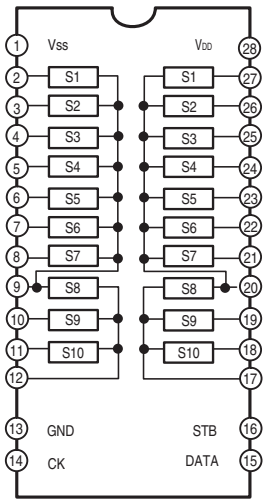 1 Vss VDD 28
2 S1 S1 27
3 S2 S2 26
4 S3 S3 25
5 S4 S4 24
6 S5 S5 23
7 S6 S6 22
8 S7 S7 21
9 S8 S8 20
10 S9 S9 19
11 S10 S10 18
12 17
13 GND STB 16
14 CK DATA 15